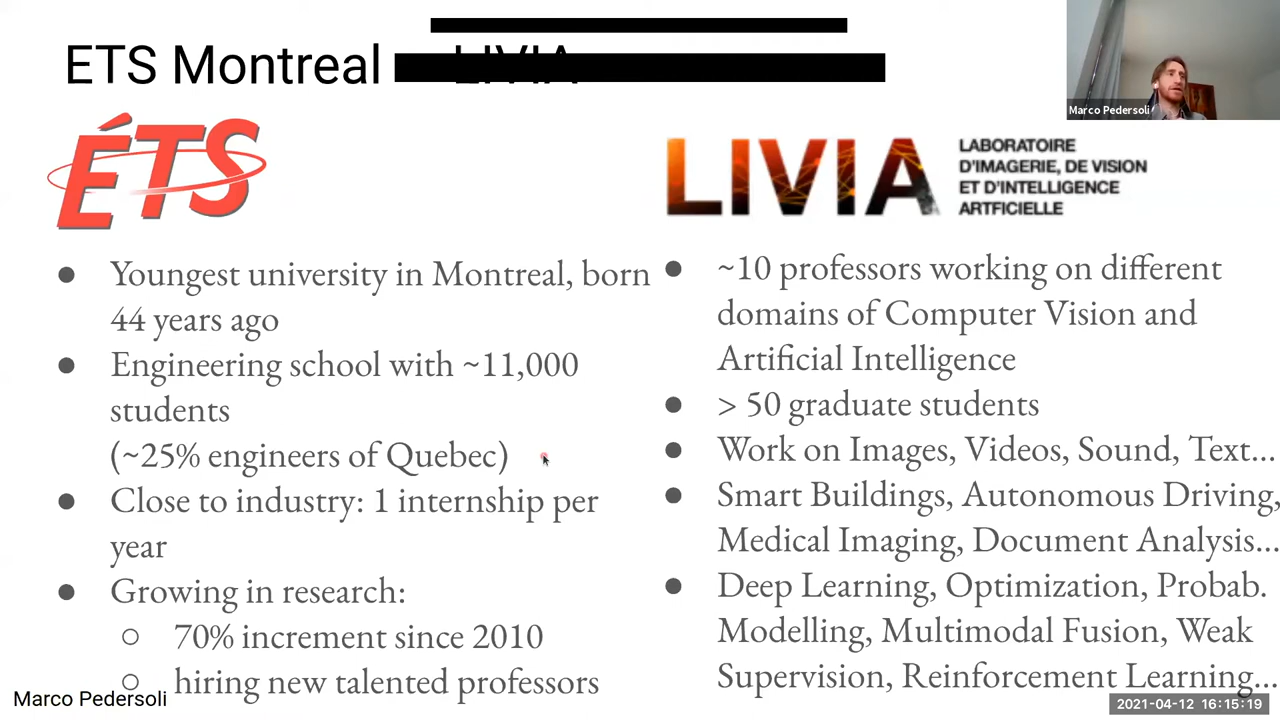 ETS Montreal LIVIA
Marco Pedersoli
ÉTS
LIVIA
LABORATOIRE
D'IMAGERIE, DE VISION
ET D'INTELLIGENCE
ARTFICIELLE
● Youngest university in Montreal, born
44 years ago
● Engineering school with ~11,000
students
(~25% engineers of Quebec)
● Close to industry: 1 internship per
year
● Growing in research:
○ 70% increment since 2010
○ hiring new talented professors
● ~10 professors working on different
domains of Computer Vision and
Artificial Intelligence
● > 50 graduate students
● Work on Images, Videos, Sound, Text...
● Smart Buildings, Autonomous Driving,
Medical Imaging, Document Analysis...
● Deep Learning, Optimization, Probab.
Modelling, Multimodal Fusion, Weak
Supervision, Reinforcement Learning...
Marco Pedersoli
2021-04-12 16:15:19